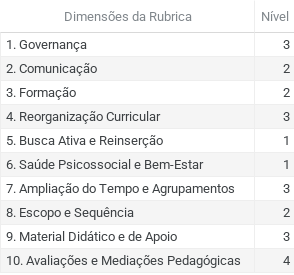 Dimensões da Rubrica Nível
1. Governança 3
2. Comunicação 2
3. Formação 2
4. Reorganização Curricular 3
5. Busca Ativa e Reinserção 1
6. Saúde Psicossocial e Bem-Estar 1
7. Ampliação do Tempo e Agrupamentos 3
8. Escopo e Sequência 2
9. Material Didático e de Apoio 3
10. Avaliações e Mediações Pedagógicas 4